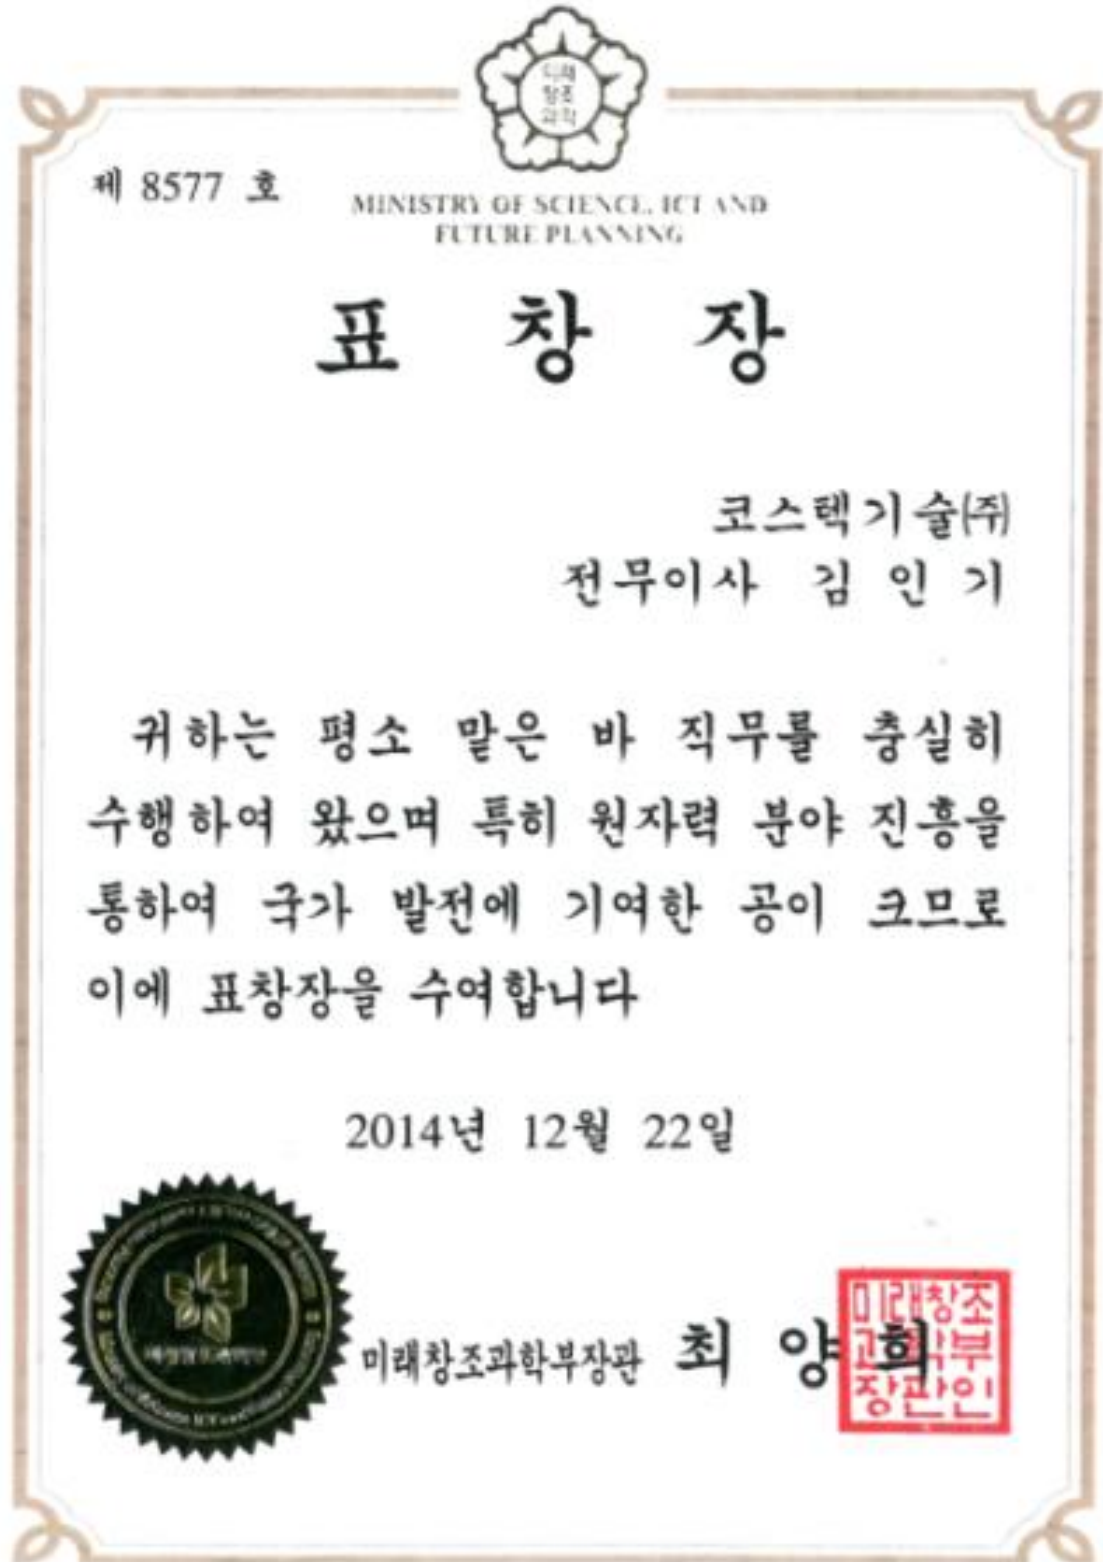 미래
창조
과학
제 8577 호
MINISTRY OF SCIENCE, ICT AND
FUTURE PLANNING
표 창 장
코스텍기술(주)
전무이사 김 인 기
귀하는 평소 맡은 바 직무를 충실히
수행하여 왔으며 특히 원자력 분야 진흥을
통하여 국가 발전에 기여한 공이 크므로
이에 표창장을 수여합니다
2014년 12월 22일
미래창조과학부장관 최 양 희
미래창조
과학부
장관인